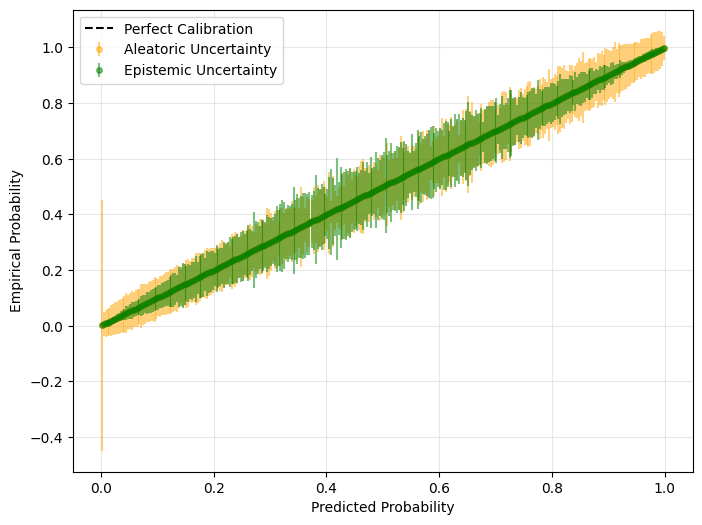 Perfect Calibration
Aleatoric Uncertainty
Epistemic Uncertainty
Empirical Probability
1.0
0.8
0.6
0.4
0.2
0.0
−0.2
−0.4
0.0 0.2 0.4 0.6 0.8 1.0
Predicted Probability